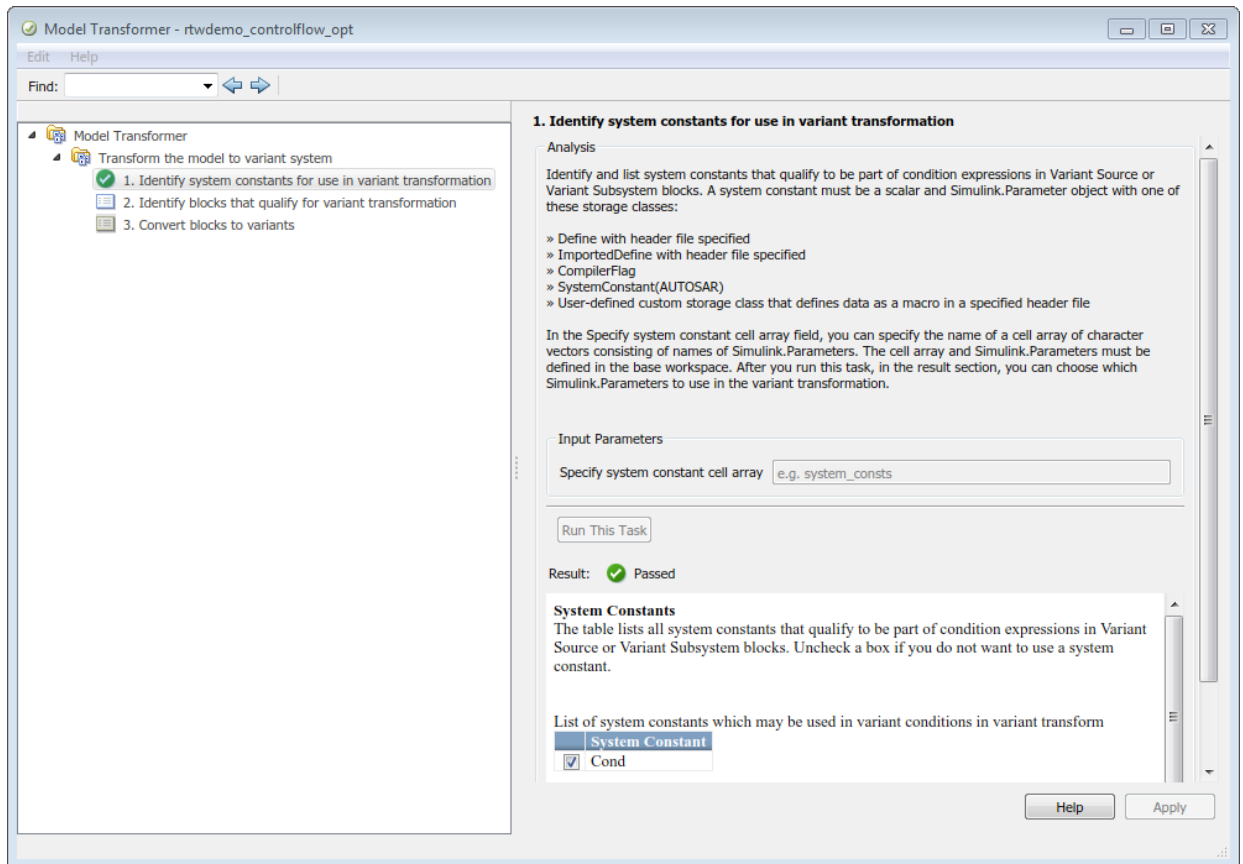 Model Transformer - rtwdemo_controlflow_opt
Edit Help
Find:
Model Transformer
Transform the model to variant system
1. Identify system constants for use in variant transformation
2. Identify blocks that qualify for variant transformation
3. Convert blocks to variants
1. Identify system constants for use in variant transformation
Analysis
Identify and list system constants that qualify to be part of condition expressions in Variant Source or
Variant Subsystem blocks. A system constant must be a scalar and Simulink.Parameter object with one of
these storage classes:
» Define with header file specified
» ImportedDefine with header file specified
» CompilerFlag
» SystemConstant(AUTOSAR)
» User-defined custom storage class that defines data as a macro in a specified header file
In the Specify system constant cell array field, you can specify the name of a cell array of character
vectors consisting of names of Simulink.Parameters. The cell array and Simulink.Parameters must be
defined in the base workspace. After you run this task, in the result section, you can choose which
Simulink.Parameters to use in the variant transformation.
Input Parameters
Specify system constant cell array e.g. system_consts
Run This Task
Result: Passed
System Constants
The table lists all system constants that qualify to be part of condition expressions in Variant
Source or Variant Subsystem blocks. Uncheck a box if you do not want to use a system
constant.
List of system constants which may be used in variant conditions in variant transform
System Constant
Cond
Help Apply